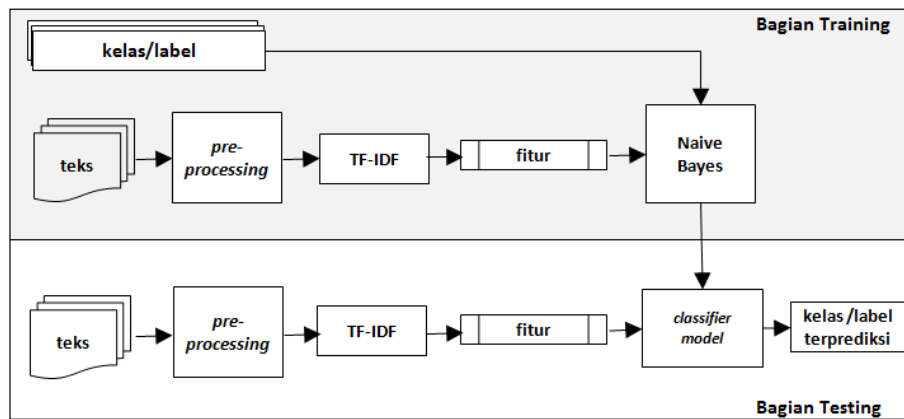 Bagian Training
kelas/label
teks
pre-
processing
TF-IDF
fitur
Naive
Bayes
teks
pre-
processing
TF-IDF
fitur
classifier
model
kelas/label
terprediksi
Bagian Testing